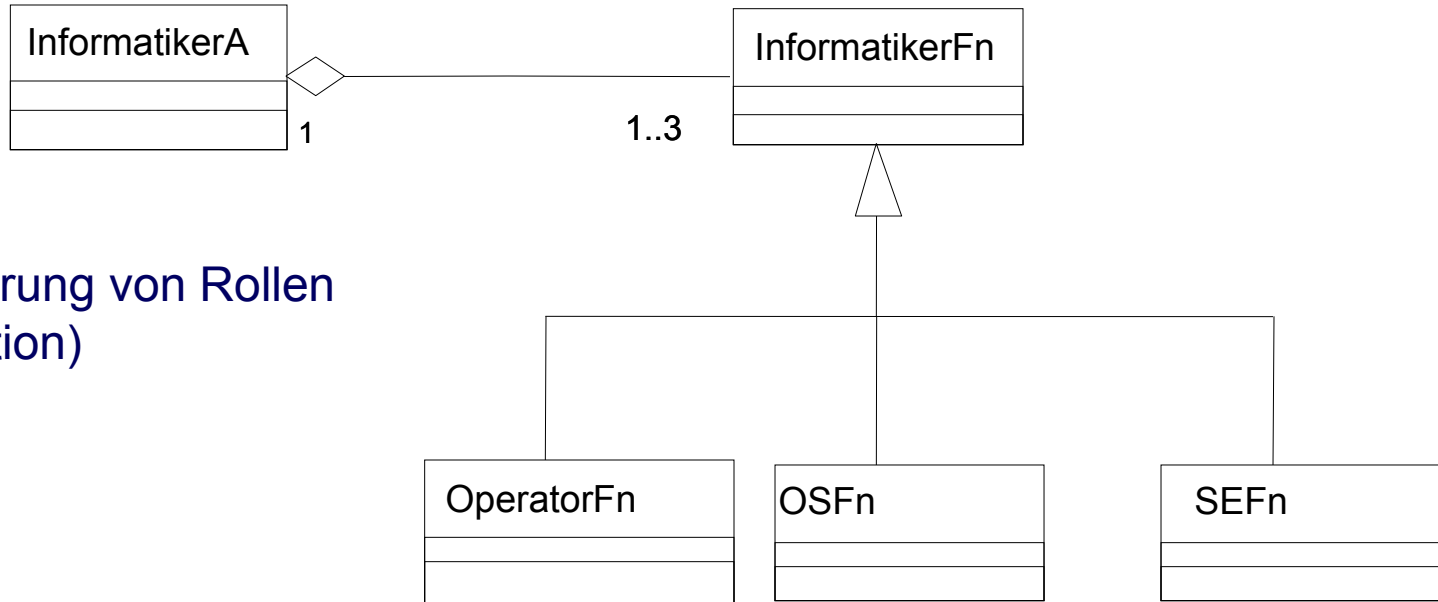 InformatikerA
InformatikerFn
1
1..3
rung von Rollen
tion)
OperatorFn
OSFn
SEFn